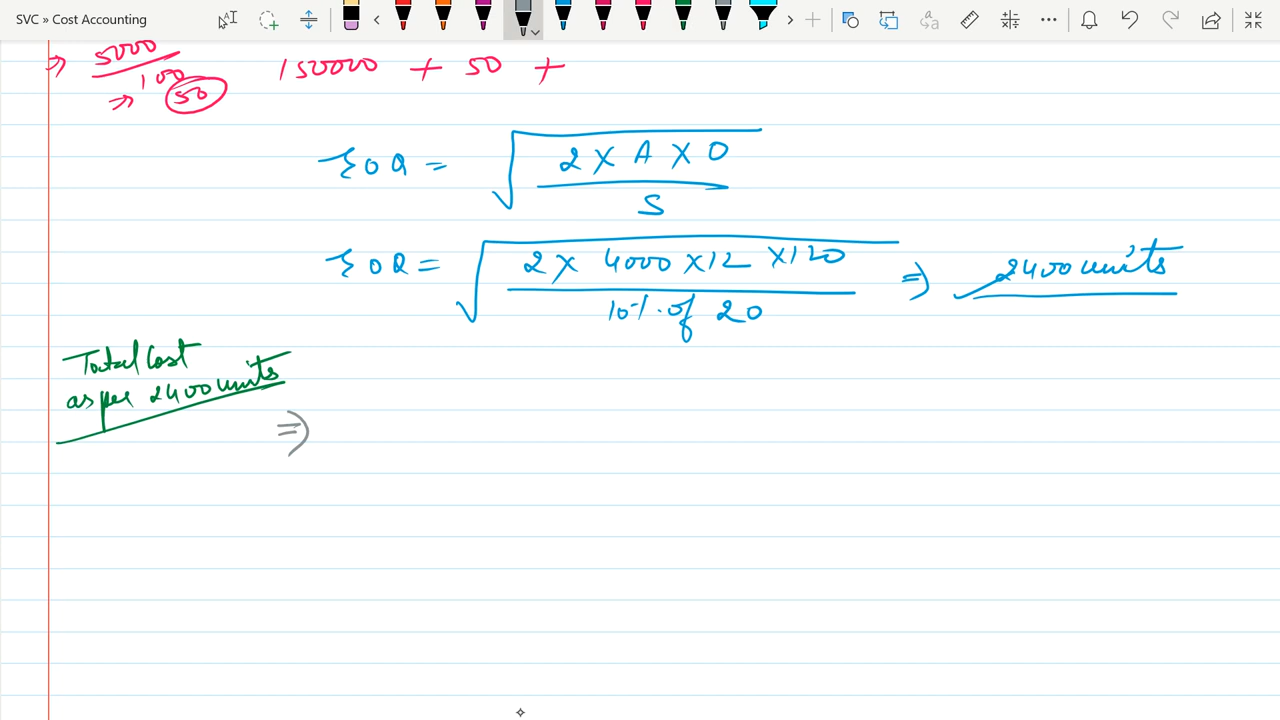 SVC » Cost Accounting
⇒ 5000 / 100 150000 + 50 +
⇒ 50
EOQ = √(2 × A × O / S)
EOQ = √(2 × 4000 × 12 × 120 / 10% of 20) ⇒ 2400 units
Total Cost
as per 2400 units
⇒